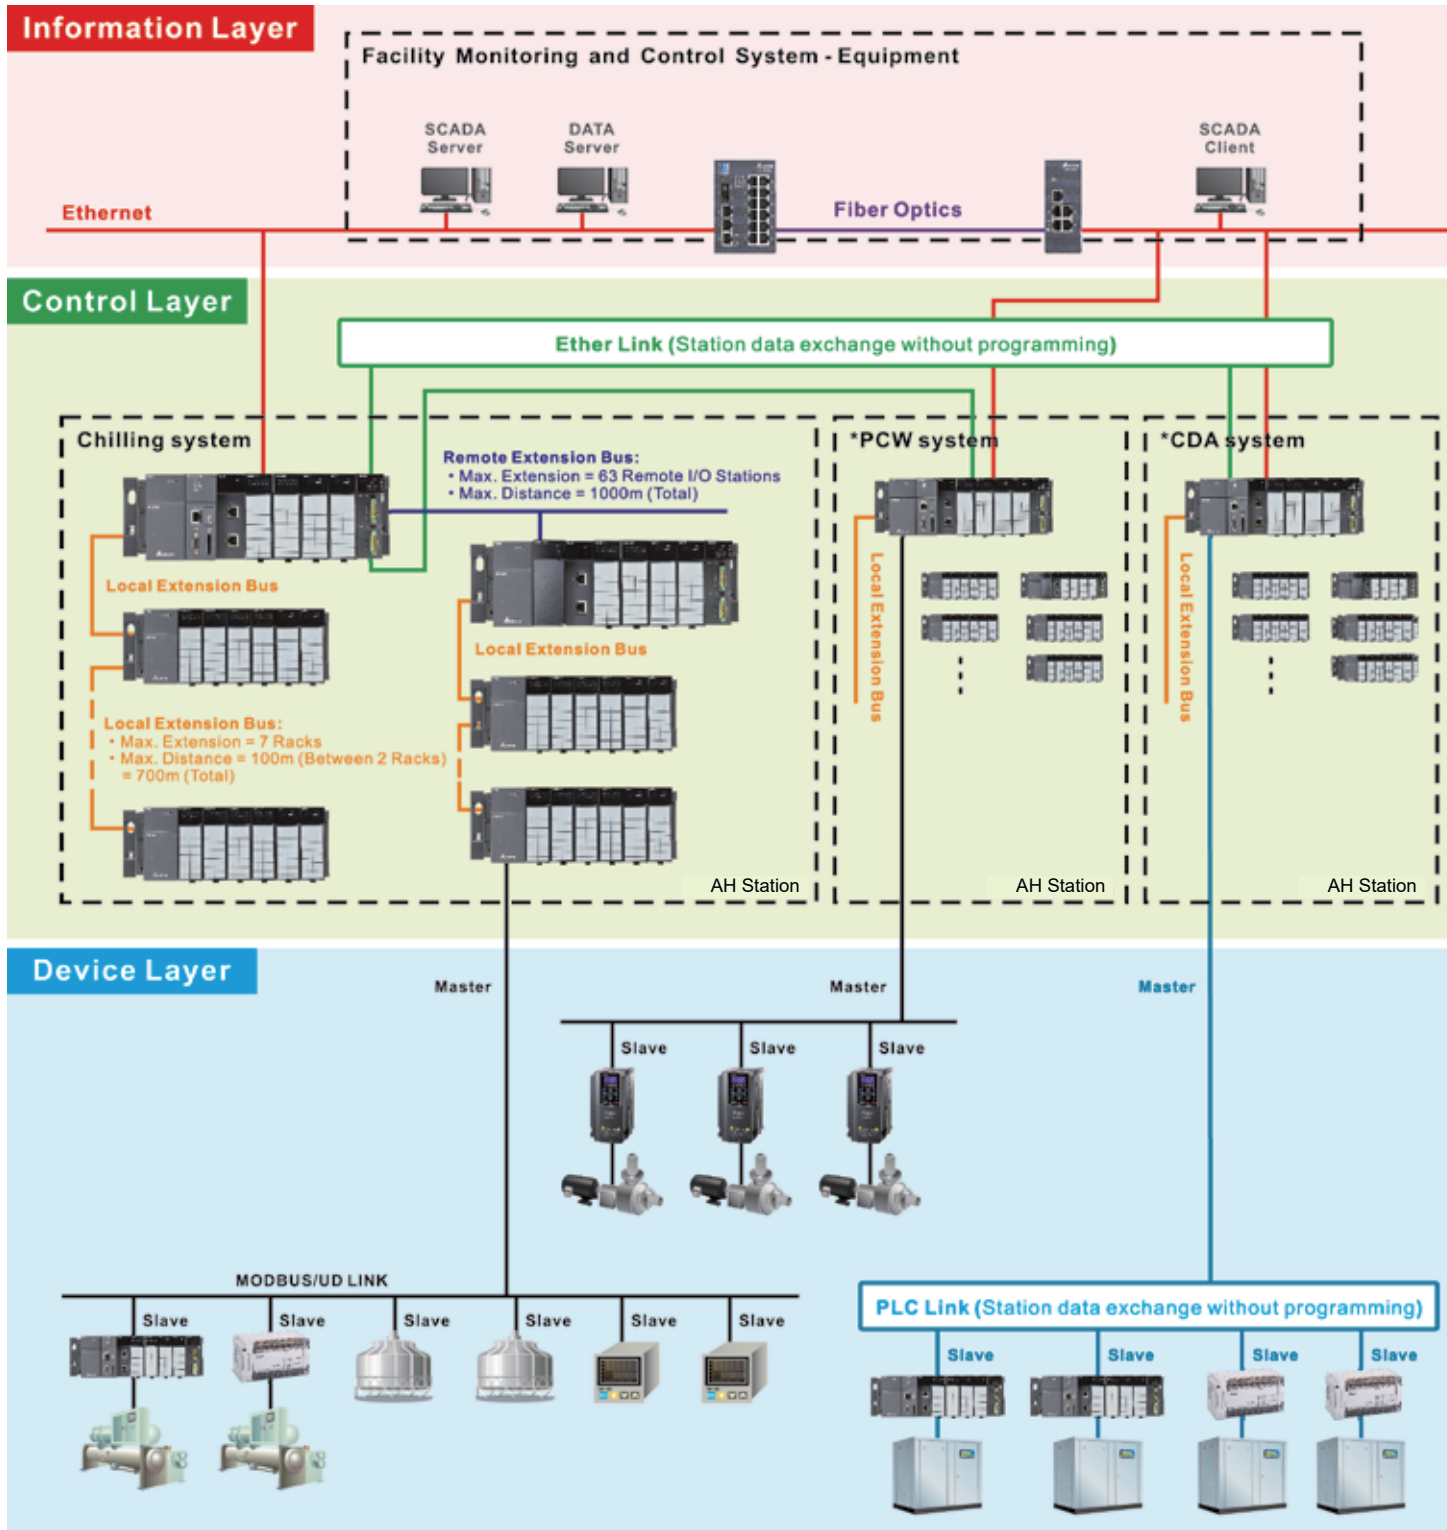 Information Layer
Facility Monitoring and Control System - Equipment
SCADA
Server
DATA
Server
SCADA
Client
Ethernet
Fiber Optics
Control Layer
Ether Link (Station data exchange without programming)
Chilling system
*PCW system
*CDA system
Remote Extension Bus:
• Max. Extension = 63 Remote I/O Stations
• Max. Distance = 1000m (Total)
Local Extension Bus
Local Extension Bus
Local Extension Bus
Local Extension Bus
Local Extension Bus:
• Max. Extension = 7 Racks
• Max. Distance = 100m (Between 2 Racks)
= 700m (Total)
AH Station
AH Station
AH Station
Device Layer
Master
Master
Master
Slave
Slave
Slave
MODBUS/UD LINK
Slave
Slave
Slave
Slave
Slave
Slave
PLC Link (Station data exchange without programming)
Slave
Slave
Slave
Slave